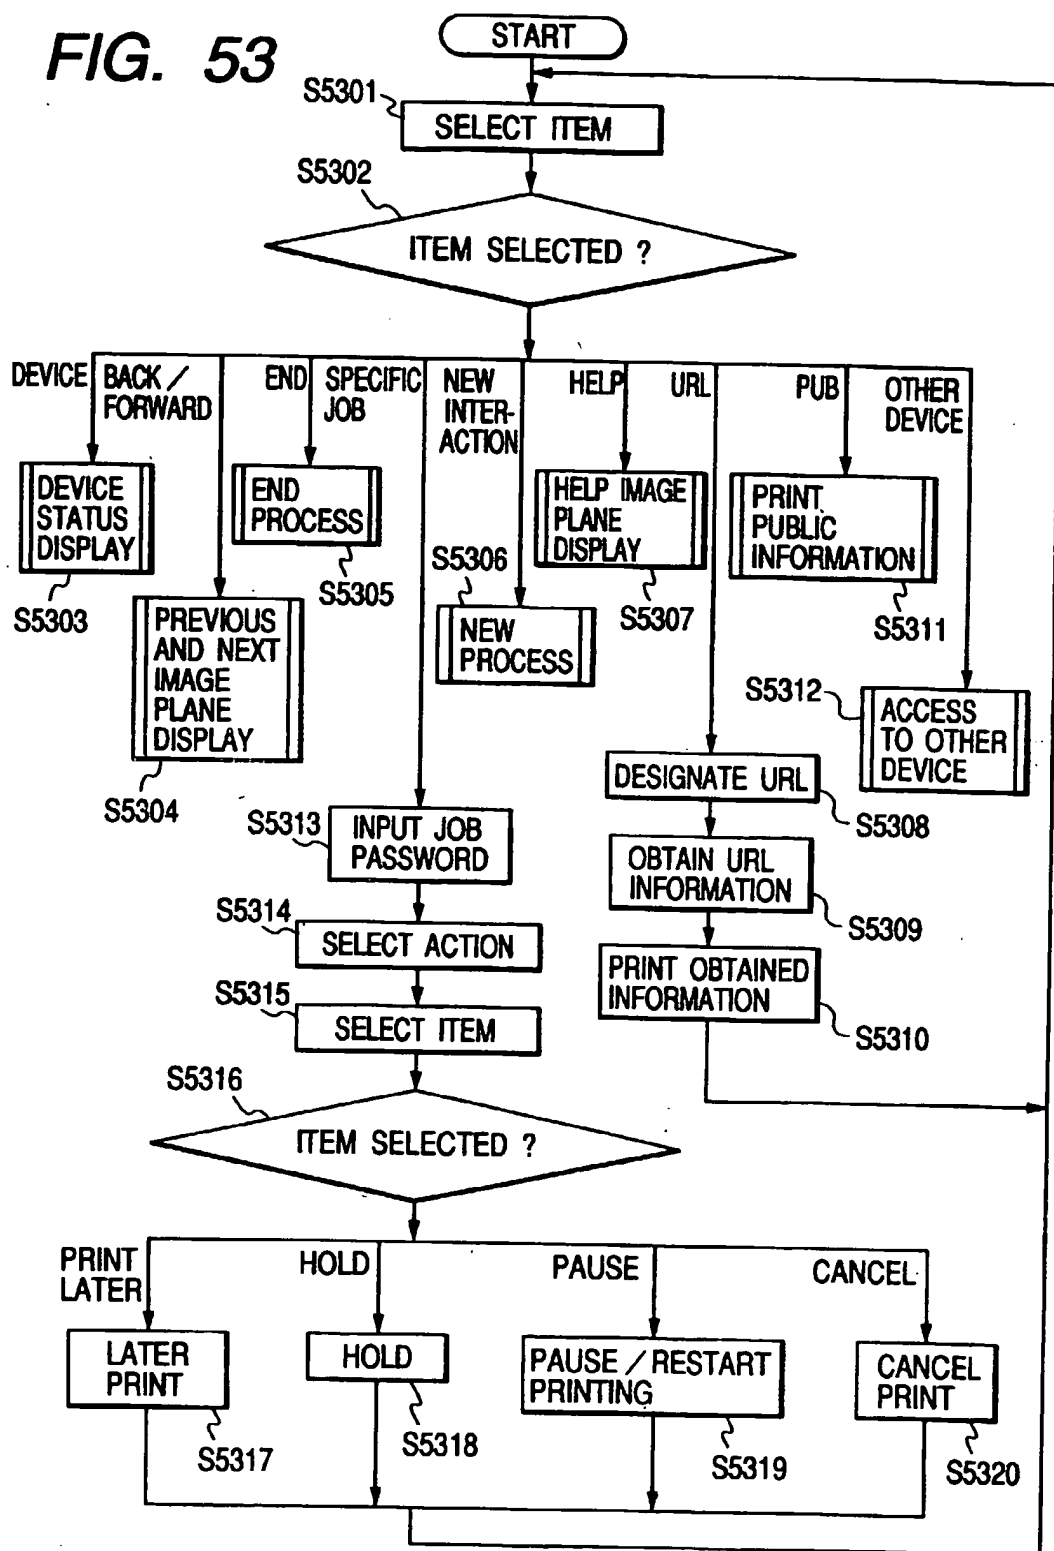 FIG. 53
START
S5301
SELECT ITEM
S5302
ITEM SELECTED ?
DEVICE
BACK /
FORWARD
END
SPECIFIC
JOB
NEW
INTER-
ACTION
HELP
URL
PUB
OTHER
DEVICE
DEVICE
STATUS
DISPLAY
S5303
PREVIOUS
AND NEXT
IMAGE
PLANE
DISPLAY
S5304
END
PROCESS
S5305
S5306
NEW
PROCESS
HELP IMAGE
PLANE
DISPLAY
S5307
PRINT
PUBLIC
INFORMATION
S5311
S5312
ACCESS
TO OTHER
DEVICE
DESIGNATE URL
S5308
OBTAIN URL
INFORMATION
S5309
PRINT OBTAINED
INFORMATION
S5310
S5313
INPUT JOB
PASSWORD
S5314
SELECT ACTION
S5315
SELECT ITEM
S5316
ITEM SELECTED ?
PRINT
LATER
HOLD
PAUSE
CANCEL
LATER
PRINT
S5317
HOLD
S5318
PAUSE / RESTART
PRINTING
S5319
CANCEL
PRINT
S5320